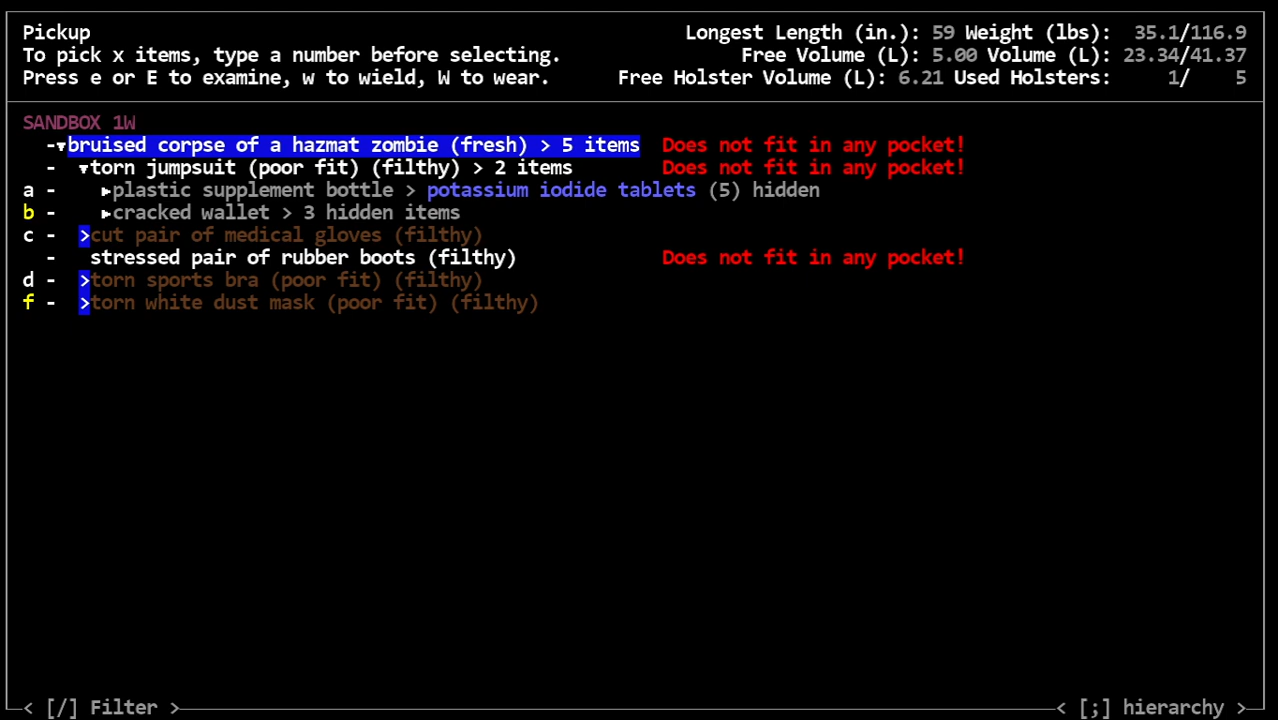 Pickup Longest Length (in.): 59 Weight (lbs): 35.1/116.9
To pick x items, type a number before selecting. Free Volume (L): 5.00 Volume (L): 23.34/41.37
Press e or E to examine, w to wield, W to wear. Free Holster Volume (L): 6.21 Used Holsters: 1/ 5
SANDBOX 1W
-▾bruised corpse of a hazmat zombie (fresh) > 5 items Does not fit in any pocket!
- ▾torn jumpsuit (poor fit) (filthy) > 2 items Does not fit in any pocket!
a - ▸plastic supplement bottle > potassium iodide tablets (5) hidden
b - ▸cracked wallet > 3 hidden items
c - >cut pair of medical gloves (filthy)
- stressed pair of rubber boots (filthy) Does not fit in any pocket!
d - >torn sports bra (poor fit) (filthy)
f - >torn white dust mask (poor fit) (filthy)
< [/] Filter > < [;] hierarchy >